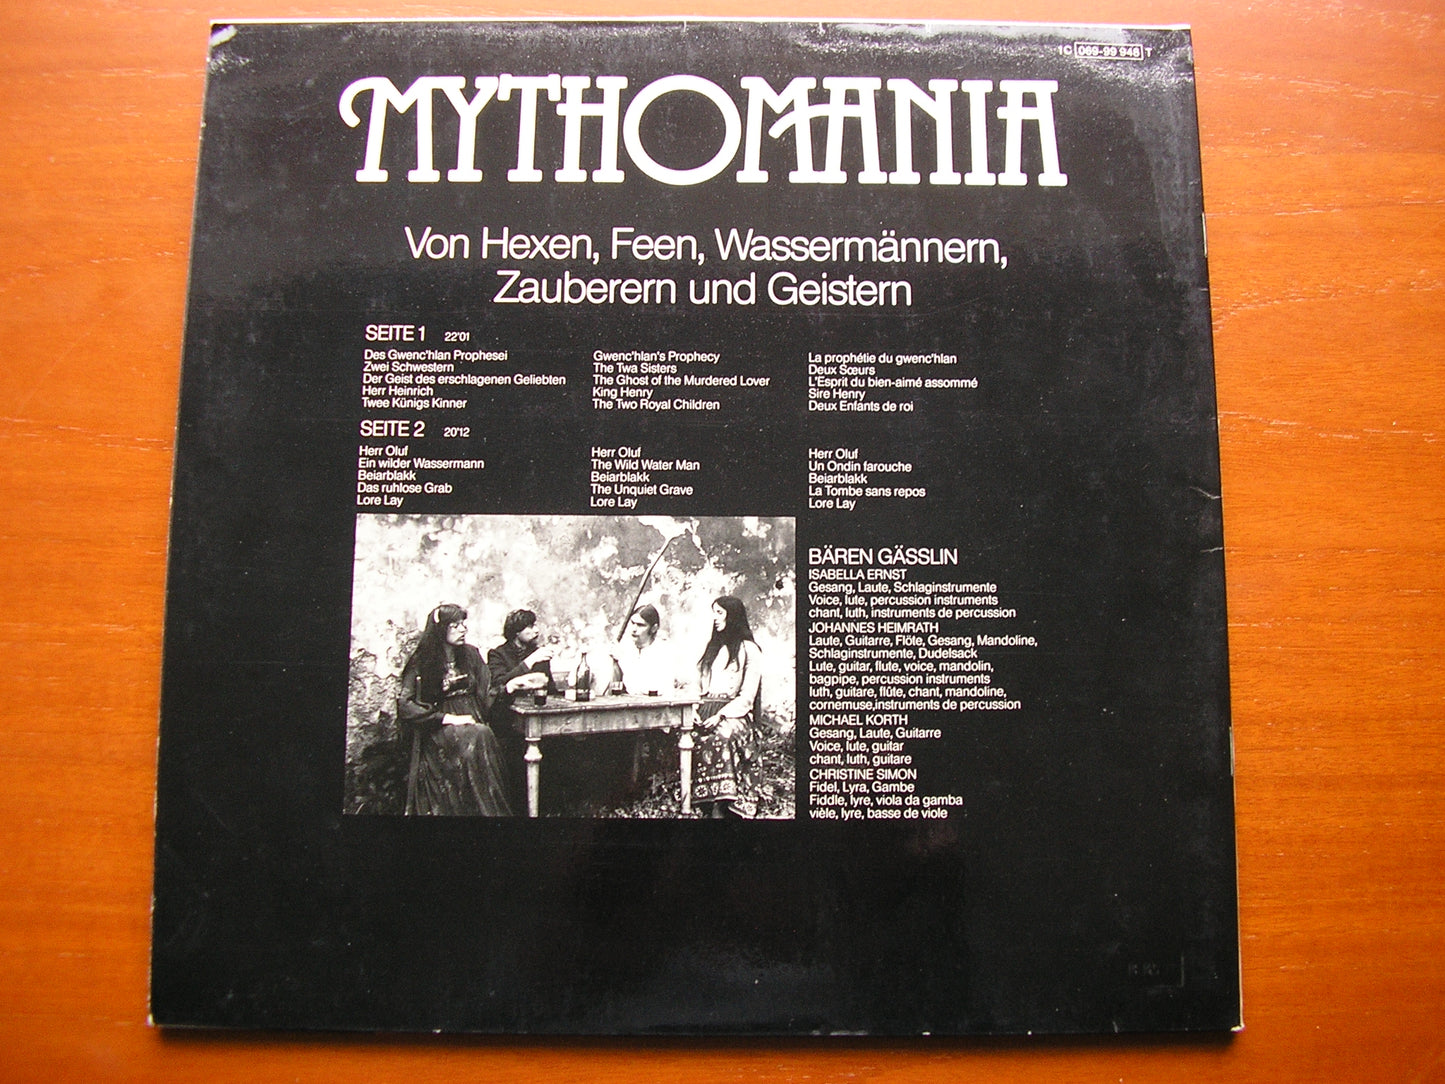 1C 069-99 946 T
MYTHOMANIA
Von Hexen, Feen, Wassermännern,
Zauberern und Geistern
SEITE 1 22'01
Des Gwenc'hlan Prophesei
Zwei Schwestern
Der Geist des erschlagenen Geliebten
Herr Heinrich
Twee Künigs Kinner
Gwenc'hlan's Prophecy
The Twa Sisters
The Ghost of the Murdered Lover
King Henry
The Two Royal Children
La prophétie du gwenc'hlan
Deux Sœurs
L'Esprit du bien-aimé assommé
Sire Henry
Deux Enfants de roi
SEITE 2 20'12
Herr Oluf
Ein wilder Wassermann
Beiarblakk
Das ruhlose Grab
Lore Lay
Herr Oluf
The Wild Water Man
Beiarblakk
The Unquiet Grave
Lore Lay
Herr Oluf
Un Ondin farouche
Beiarblakk
La Tombe sans repos
Lore Lay
BÄREN GÄSSLIN
ISABELLA ERNST
Gesang, Laute, Schlaginstrumente
Voice, lute, percussion instruments
chant, luth, instruments de percussion
JOHANNES HEIMRATH
Laute, Guitarre, Flöte, Gesang, Mandoline,
Schlaginstrumente, Dudelsack
Lute, guitar, flute, voice, mandolin,
bagpipe, percussion instruments
luth, guitare, flûte, chant, mandoline,
cornemuse,instruments de percussion
MICHAEL KORTH
Gesang, Laute, Guitarre
Voice, lute, guitar
chant, luth, guitare
CHRISTINE SIMON
Fidel, Lyra, Gambe
Fiddle, lyre, viola da gamba
vièle, lyre, basse de viole